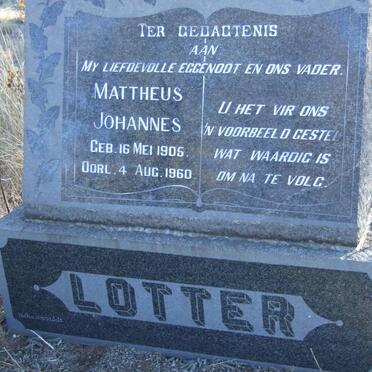 TER GEDAGTENIS
AAN
MY LIEFDEVOLLE EGGENOOT EN ONS VADER.
MATTHEUS
JOHANNES
GEB. 16 MEI 1905.
OORL. 4 AUG. 1960
U HET VIR ONS
'N VOORBEELD GESTEL
WAT WAARDIG IS
OM NA TE VOLG.
LOTTER